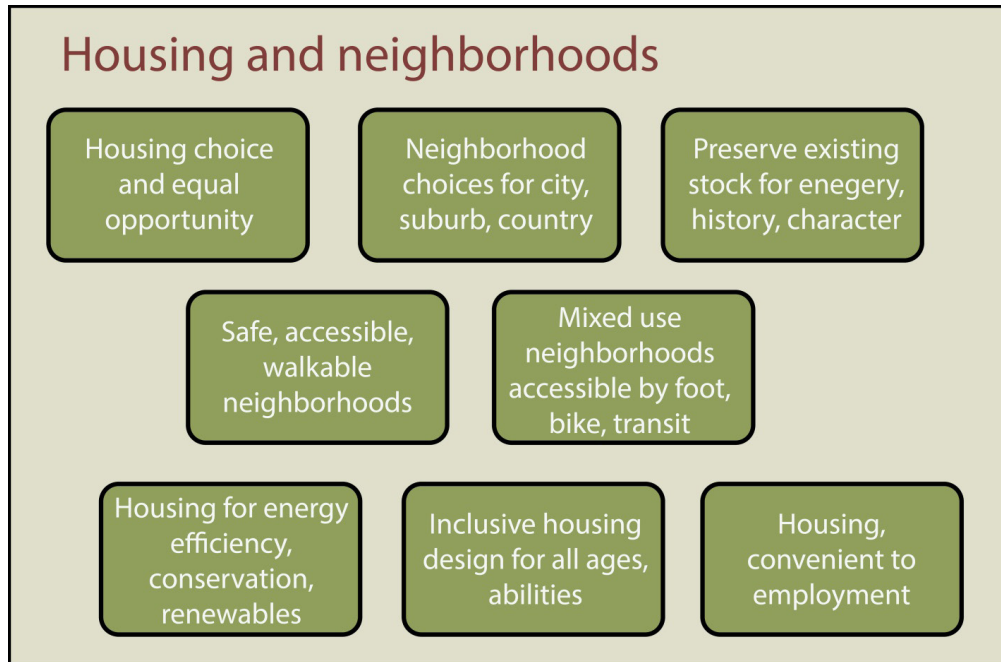 Housing and neighborhoods
Housing choice
and equal
opportunity
Neighborhood
choices for city,
suburb, country
Preserve existing
stock for enegery,
history, character
Safe, accessible,
walkable
neighborhoods
Mixed use
neighborhoods
accessible by foot,
bike, transit
Housing for energy
efficiency,
conservation,
renewables
Inclusive housing
design for all ages,
abilities
Housing,
convenient to
employment